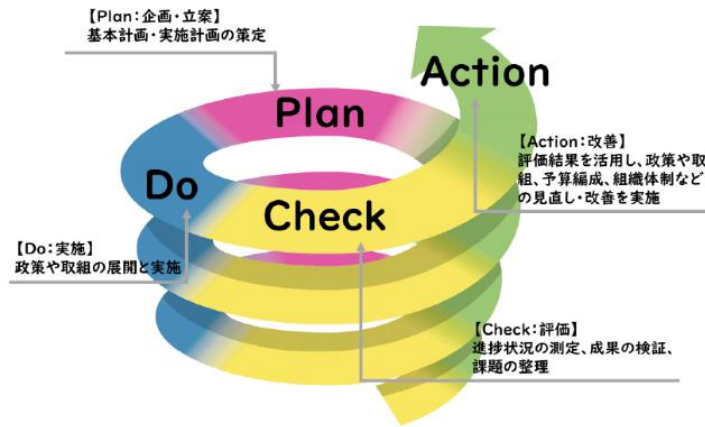 【Plan:企画・立案】
基本計画・実施計画の策定
Action
Plan
【Action:改善】
評価結果を活用し、政策や取
組、予算編成、組織体制など
の見直し・改善を実施
Do
Check
【Do:実施】
政策や取組の展開と実施
【Check:評価】
進捗状況の測定、成果の検証、
課題の整理